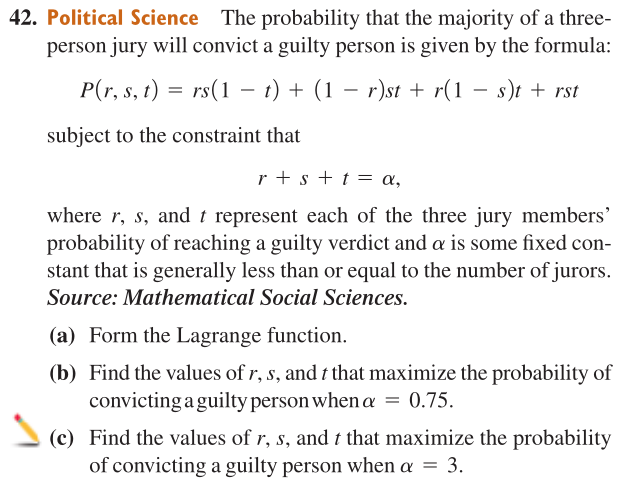 42. Political Science The probability that the majority of a three-
person jury will convict a guilty person is given by the formula:
P(r, s, t) = rs(1 − t) + (1 − r)st + r(1 − s)t + rst
subject to the constraint that
r + s + t = α,
where r, s, and t represent each of the three jury members'
probability of reaching a guilty verdict and α is some fixed con-
stant that is generally less than or equal to the number of jurors.
Source: Mathematical Social Sciences.
(a) Form the Lagrange function.
(b) Find the values of r, s, and t that maximize the probability of
convicting a guilty person when α = 0.75.
(c) Find the values of r, s, and t that maximize the probability
of convicting a guilty person when α = 3.